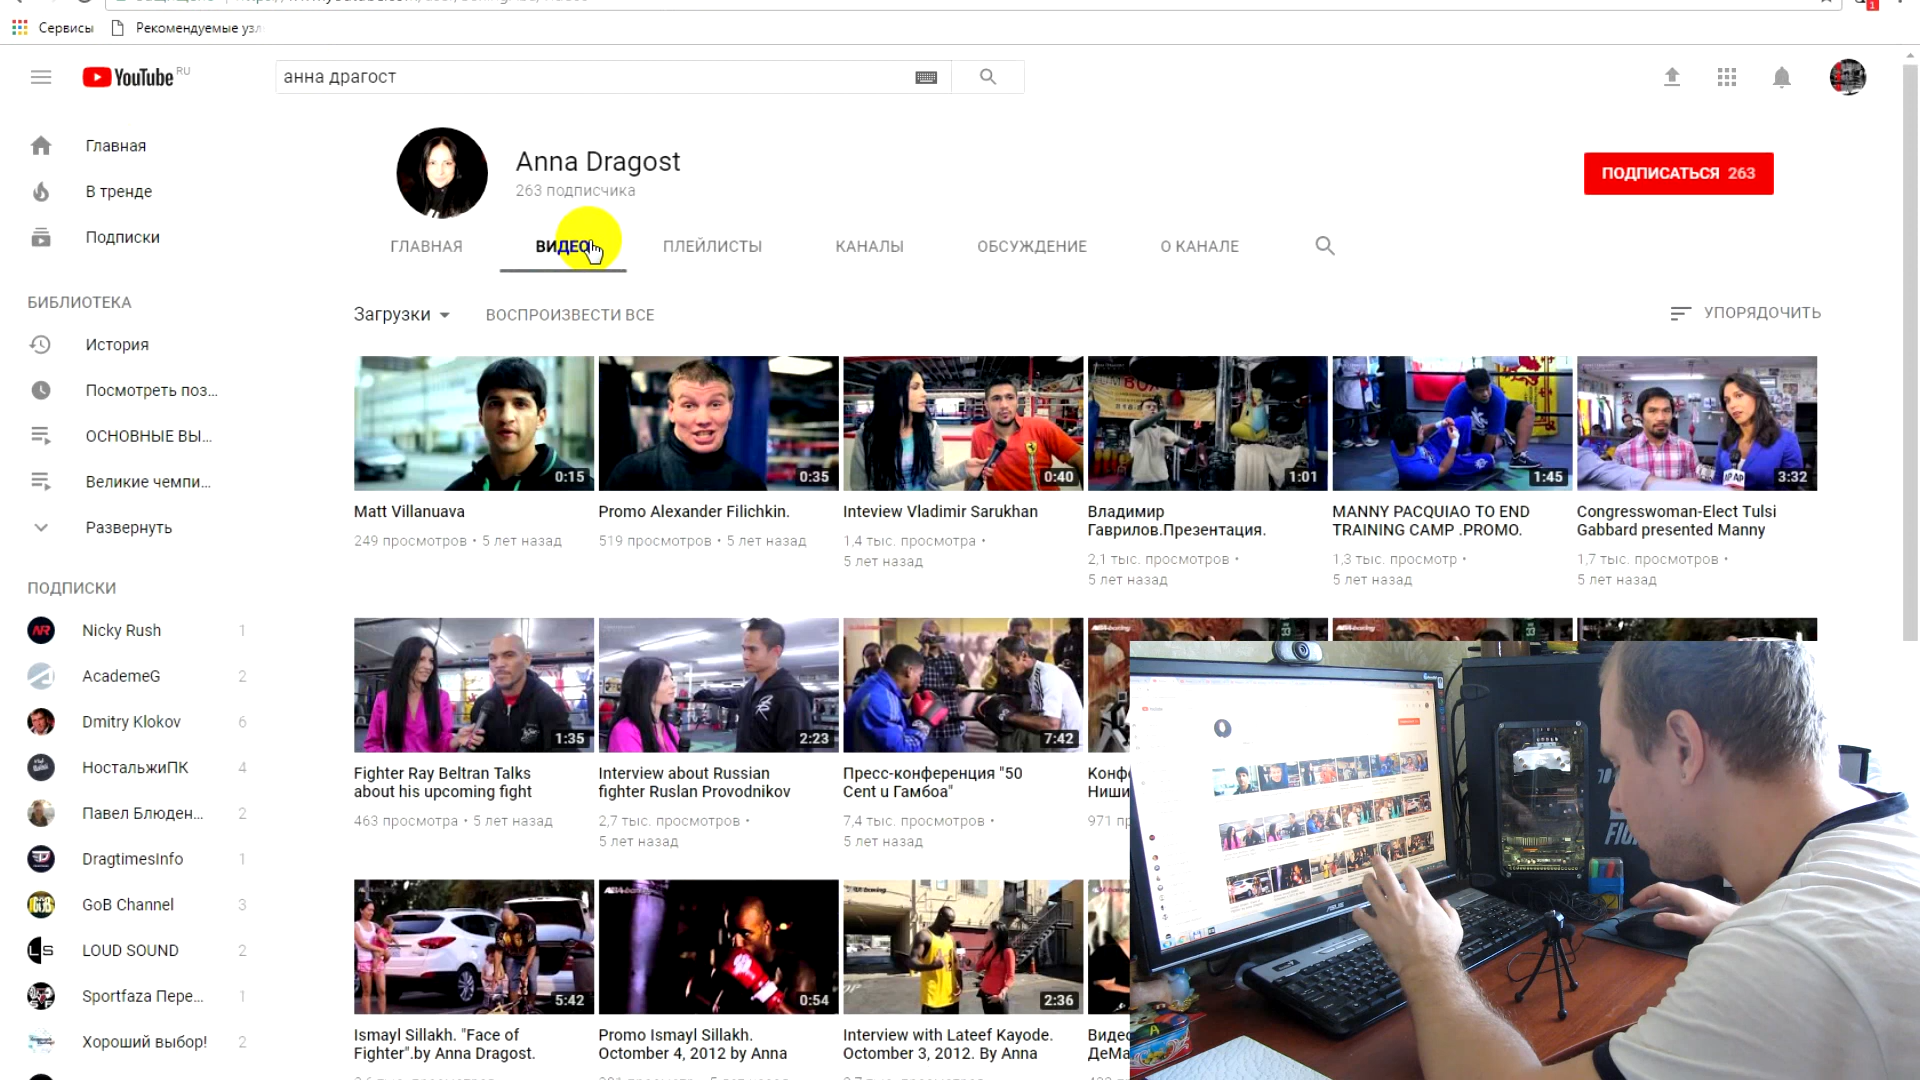 Сервисы
Рекомендуемые узл
YouTube RU
анна драгост
Главная
В тренде
Подписки
БИБЛИОТЕКА
История
Посмотреть поз...
ОСНОВНЫЕ ВЫ...
Великие чемпи...
Развернуть
ПОДПИСКИ
Nicky Rush 1
AcademeG 2
Dmitry Klokov 6
НостальжиПК 4
Павел Блюден... 2
DragtimesInfo 1
GoB Channel 3
LOUD SOUND 2
Sportfaza Пере... 1
Хороший выбор! 2
Anna Dragost
263 подписчика
ПОДПИСАТЬСЯ 263
ГЛАВНАЯ ВИДЕО ПЛЕЙЛИСТЫ КАНАЛЫ ОБСУЖДЕНИЕ О КАНАЛЕ
Загрузки ВОСПРОИЗВЕСТИ ВСЕ УПОРЯДОЧИТЬ
0:15
Matt Villanuava
249 просмотров • 5 лет назад
0:35
Promo Alexander Filichkin.
519 просмотров • 5 лет назад
0:40
Inteview Vladimir Sarukhan
1,4 тыс. просмотра •
5 лет назад
1:01
Владимир
Гаврилов.Презентация.
2,1 тыс. просмотров •
5 лет назад
1:45
MANNY PACQUIAO TO END
TRAINING CAMP .PROMO.
1,3 тыс. просмотр •
5 лет назад
3:32
Congresswoman-Elect Tulsi
Gabbard presented Manny
1,7 тыс. просмотров •
5 лет назад
1:35
Fighter Ray Beltran Talks
about his upcoming fight
463 просмотра • 5 лет назад
2:23
Interview about Russian
fighter Ruslan Provodnikov
2,7 тыс. просмотров •
5 лет назад
7:42
Пресс-конференция "50
Cent и Гамбоа"
7,4 тыс. просмотров •
5 лет назад
Конф
Ниши
971 пр
5:42
Ismayl Sillakh. "Face of
Fighter".by Anna Dragost.
0:54
Promo Ismayl Sillakh.
Octomber 4, 2012 by Anna
2:36
Interview with Lateef Kayode.
Octomber 3, 2012. By Anna
Видео
ДеМа